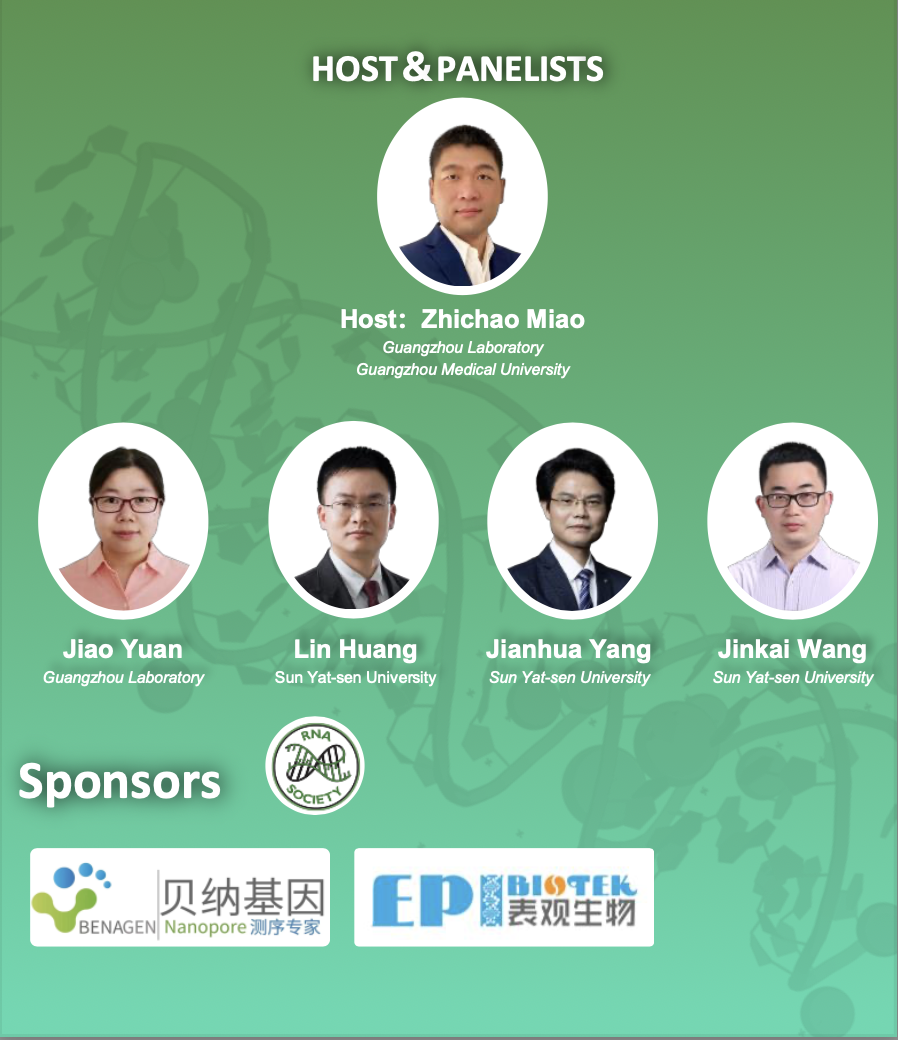 HOST & PANELISTS
Host：Zhichao Miao
Guangzhou Laboratory
Guangzhou Medical University
Jiao Yuan
Guangzhou Laboratory
Lin Huang
Sun Yat-sen University
Jianhua Yang
Sun Yat-sen University
Jinkai Wang
Sun Yat-sen University
Sponsors
RNA
SOCIETY
BENAGEN
贝纳基因
Nanopore 测序专家
EPI BIOTEK
表观生物